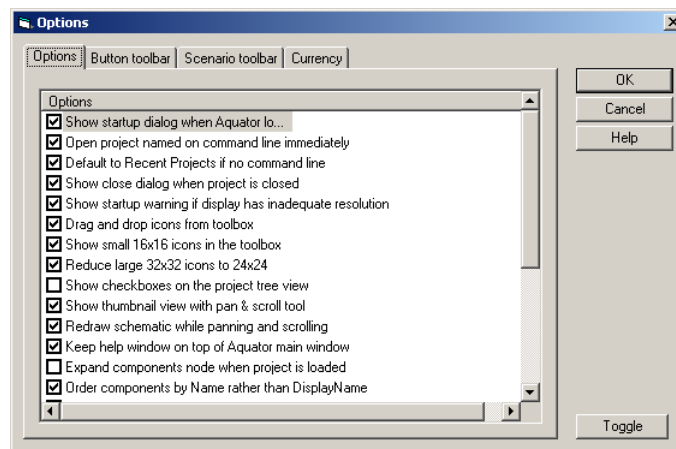 Options
Options Button toolbar Scenario toolbar Currency
OK
Cancel
Help
Options
Show startup dialog when Aquator lo...
Open project named on command line immediately
Default to Recent Projects if no command line
Show close dialog when project is closed
Show startup warning if display has inadequate resolution
Drag and drop icons from toolbox
Show small 16x16 icons in the toolbox
Reduce large 32x32 icons to 24x24
Show checkboxes on the project tree view
Show thumbnail view with pan & scroll tool
Redraw schematic while panning and scrolling
Keep help window on top of Aquator main window
Expand components node when project is loaded
Order components by Name rather than DisplayName
Toggle